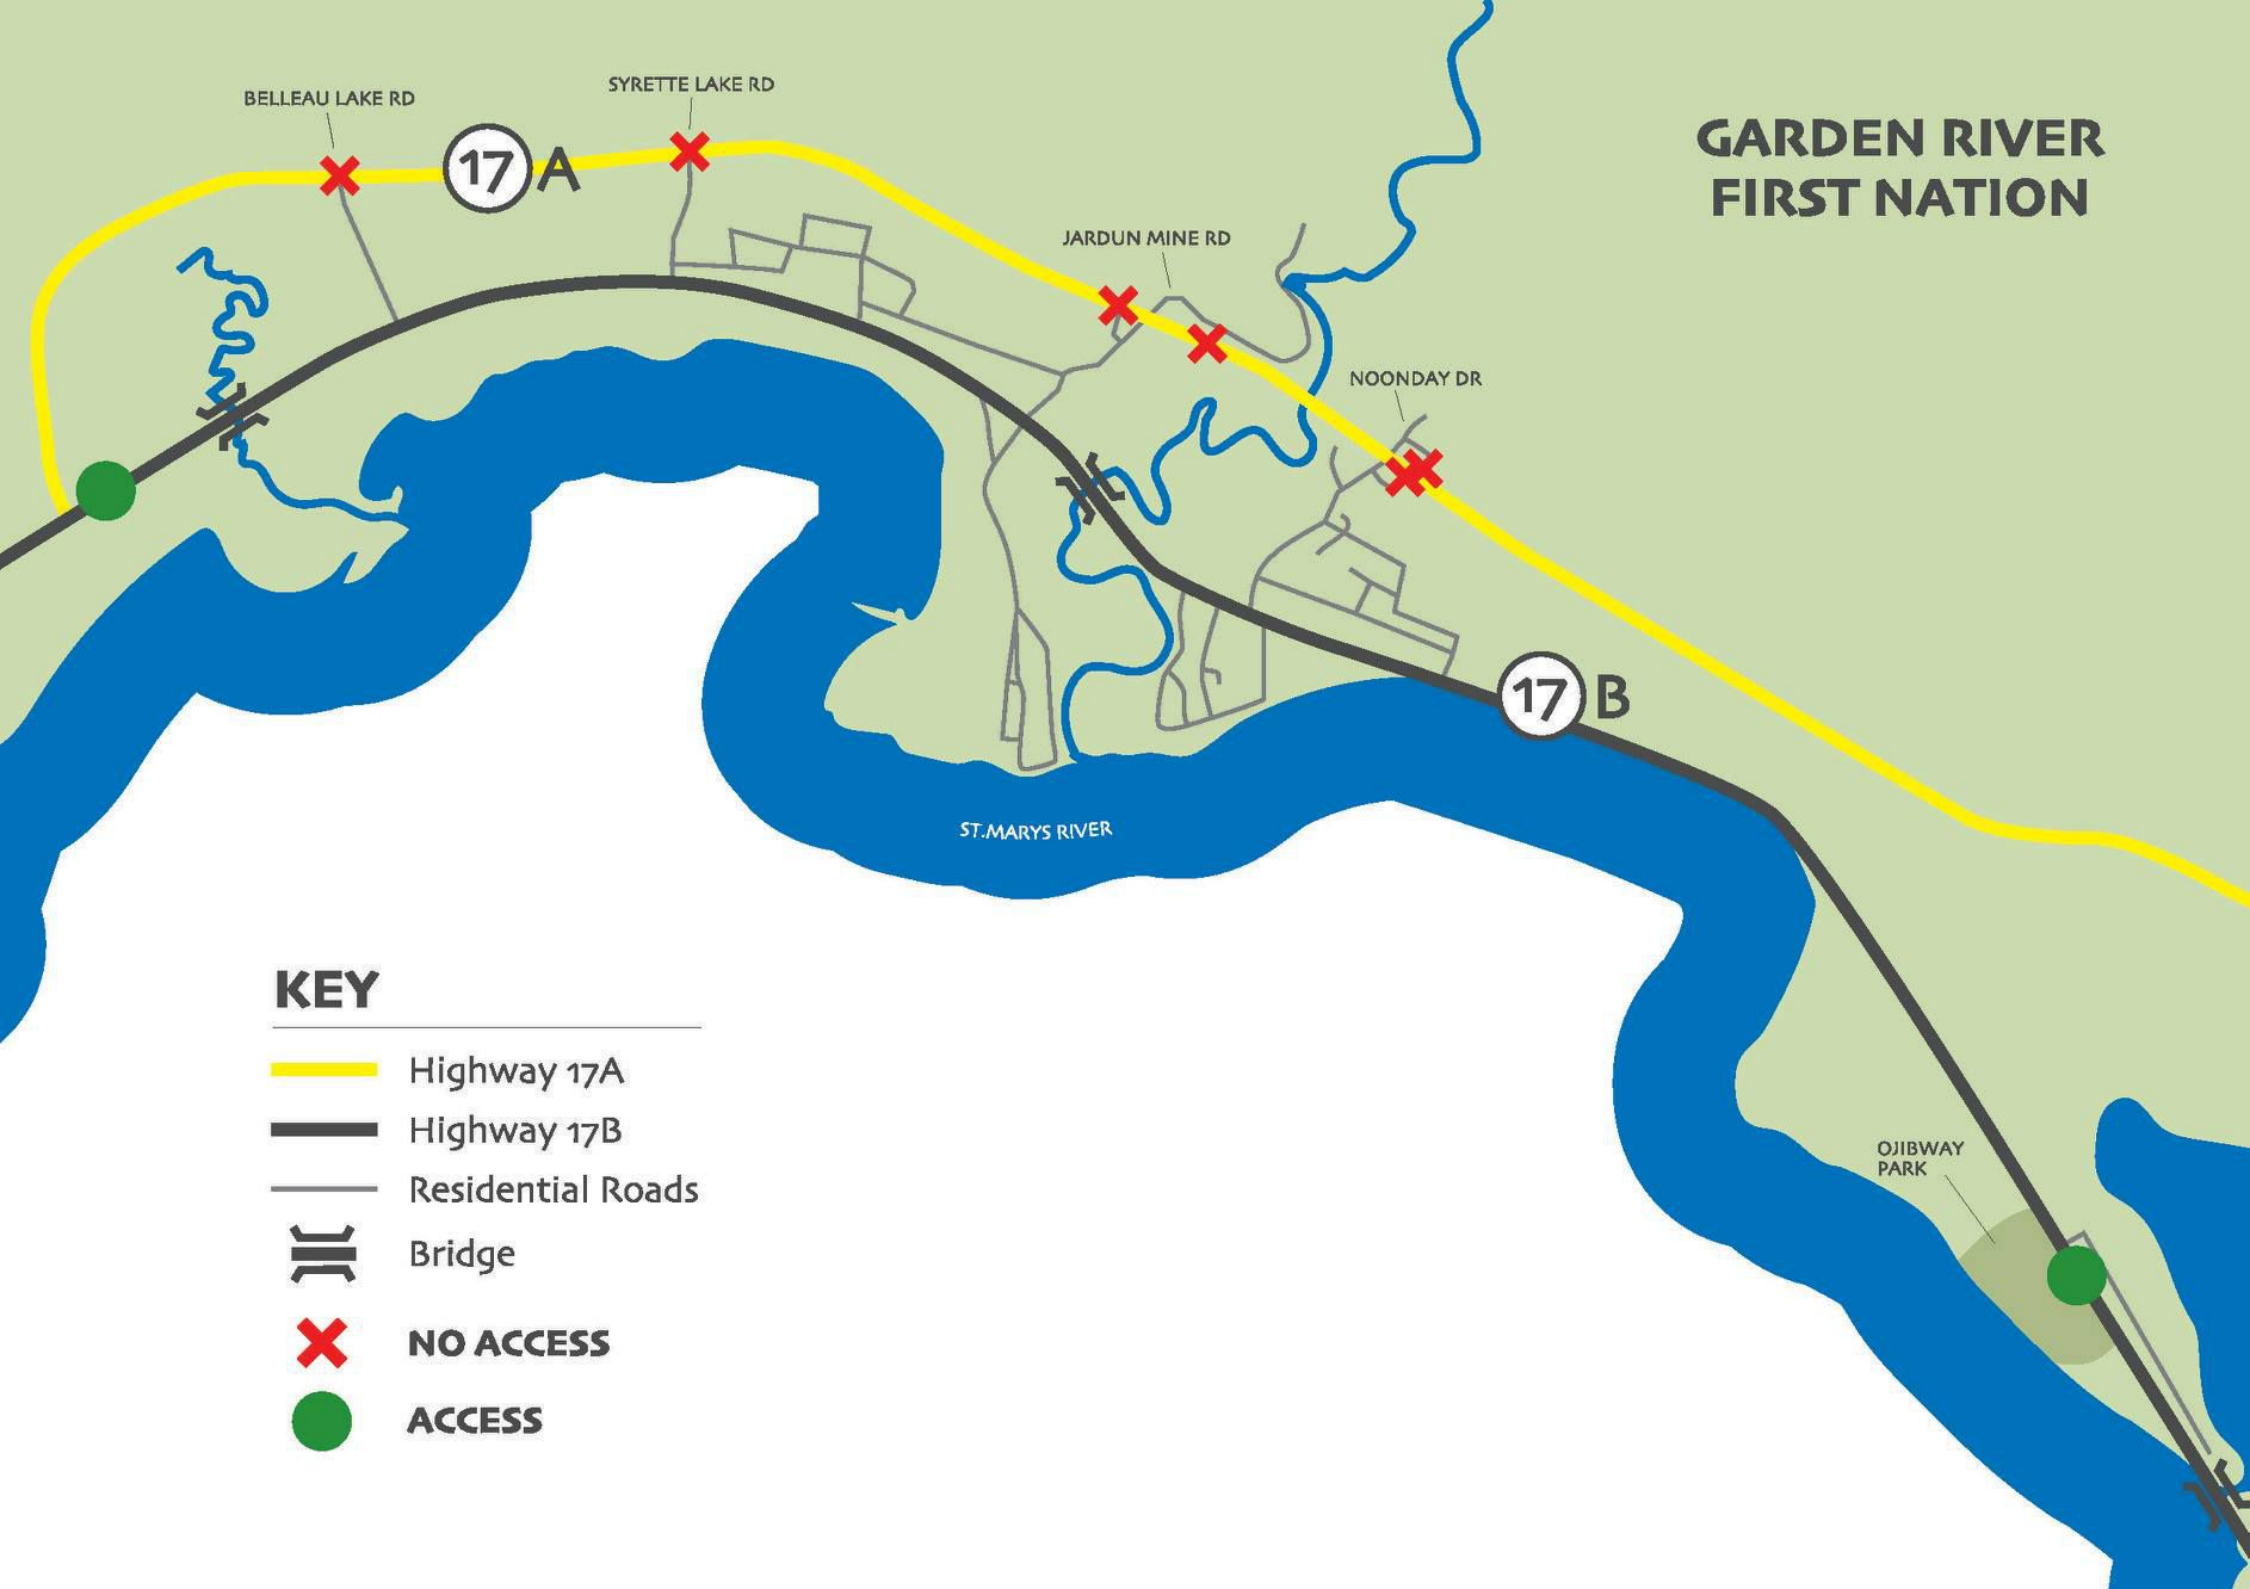 SYRETTE LAKE RD
BELLEAU LAKE RD
GARDEN RIVER
FIRST NATION
17 A
JARDUN MINE RD
NOONDAY DR
17 B
ST.MARYS RIVER
KEY
Highway 17A
Highway 17B
Residential Roads
Bridge
NO ACCESS
ACCESS
OJIBWAY
PARK